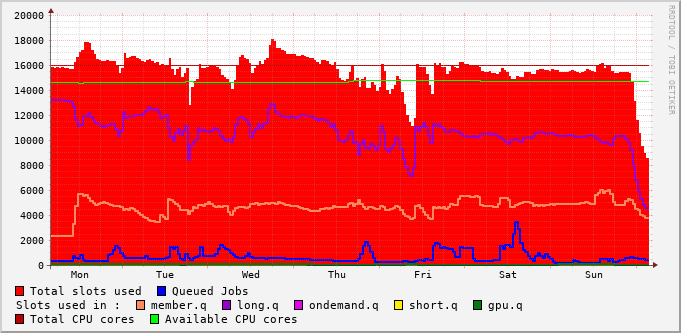 20000
18000
16000
14000
12000
10000
8000
6000
4000
2000
0
Mon Tue Wed Thu Fri Sat Sun
Total slots used Queued Jobs
Slots used in : member.q long.q ondemand.q short.q gpu.q
Total CPU cores Available CPU cores
RRDTOOL / TOBI OETIKER